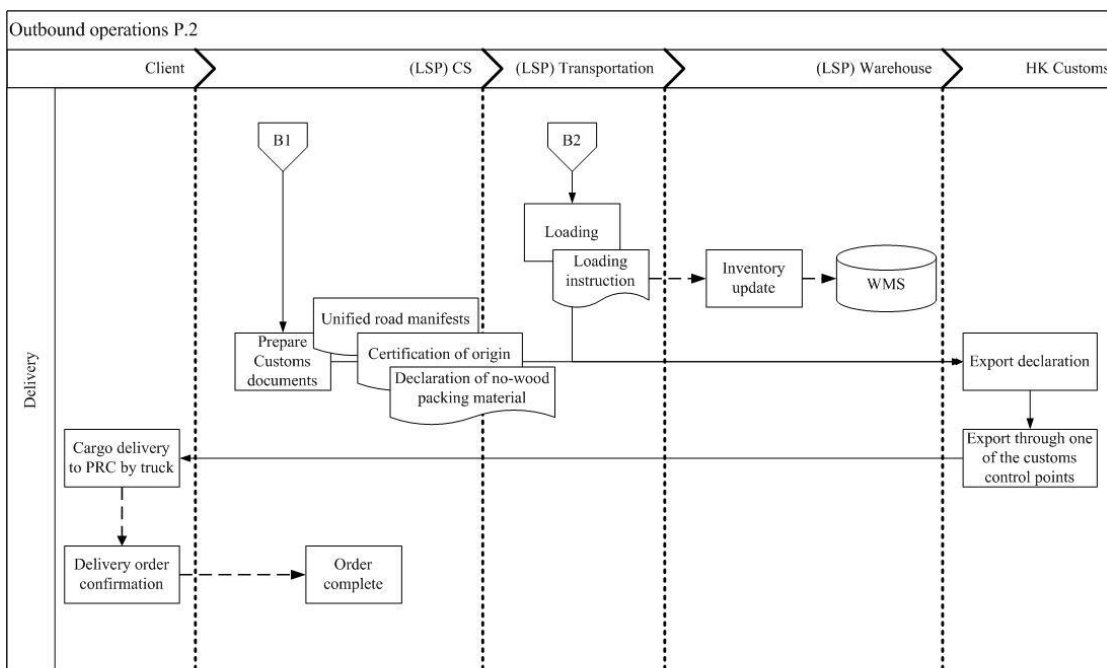 Outbound operations P.2
Client
(LSP) CS
(LSP) Transportation
(LSP) Warehouse
HK Customs
Delivery
B1
B2
Loading
Loading
instruction
Inventory
update
WMS
Unified road manifests
Prepare
Customs
documents
Certification of origin
Declaration of no-wood
packing material
Export declaration
Cargo delivery
to PRC by truck
Export through one
of the customs
control points
Delivery order
confirmation
Order
complete